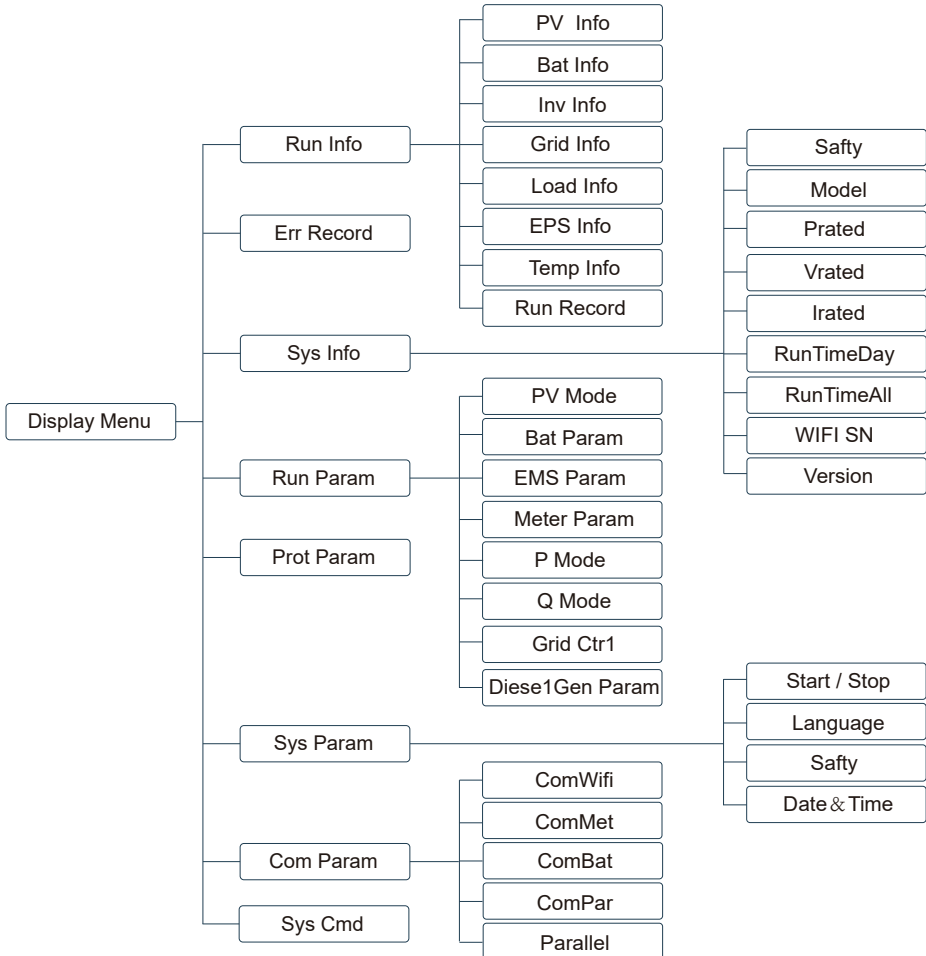 Display Menu
Run Info
PV Info
Bat Info
Inv Info
Grid Info
Load Info
EPS Info
Temp Info
Run Record
Err Record
Sys Info
Safty
Model
Prated
Vrated
Irated
RunTimeDay
RunTimeAll
WIFI SN
Version
Run Param
PV Mode
Bat Param
EMS Param
Meter Param
P Mode
Q Mode
Grid Ctr1
Diese1Gen Param
Prot Param
Sys Param
Start / Stop
Language
Safty
Date&Time
Com Param
ComWifi
ComMet
ComBat
ComPar
Parallel
Sys Cmd